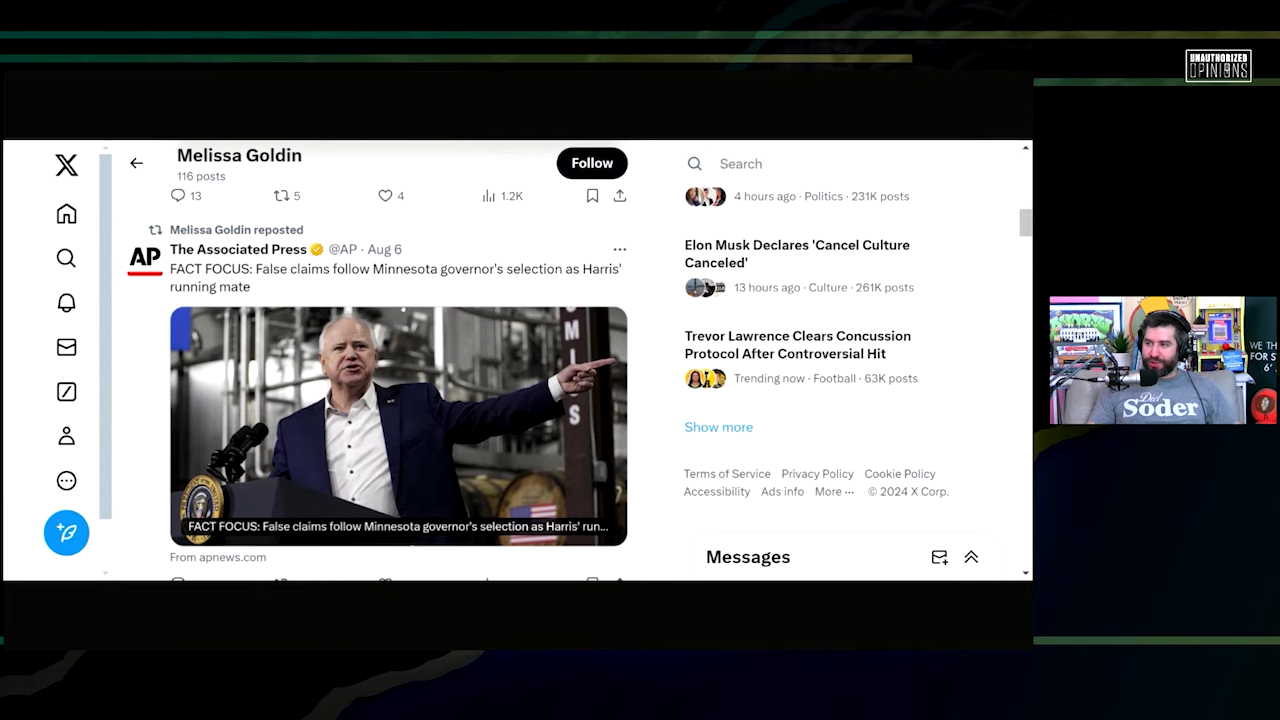 UNAUTHORIZED
OPINIONS
Melissa Goldin
116 posts
Follow
13
5
4
1.2K
Melissa Goldin reposted
The Associated Press @AP · Aug 6
AP
FACT FOCUS: False claims follow Minnesota governor's selection as Harris'
running mate
FACT FOCUS: False claims follow Minnesota governor's selection as Harris' run...
From apnews.com
Search
4 hours ago · Politics · 231K posts
Elon Musk Declares 'Cancel Culture
Canceled'
13 hours ago · Culture · 261K posts
Trevor Lawrence Clears Concussion
Protocol After Controversial Hit
Trending now · Football · 63K posts
Show more
Terms of Service Privacy Policy Cookie Policy
Accessibility Ads info More ··· © 2024 X Corp.
Messages
WE TH
FOR S
6'
Diet
Soder